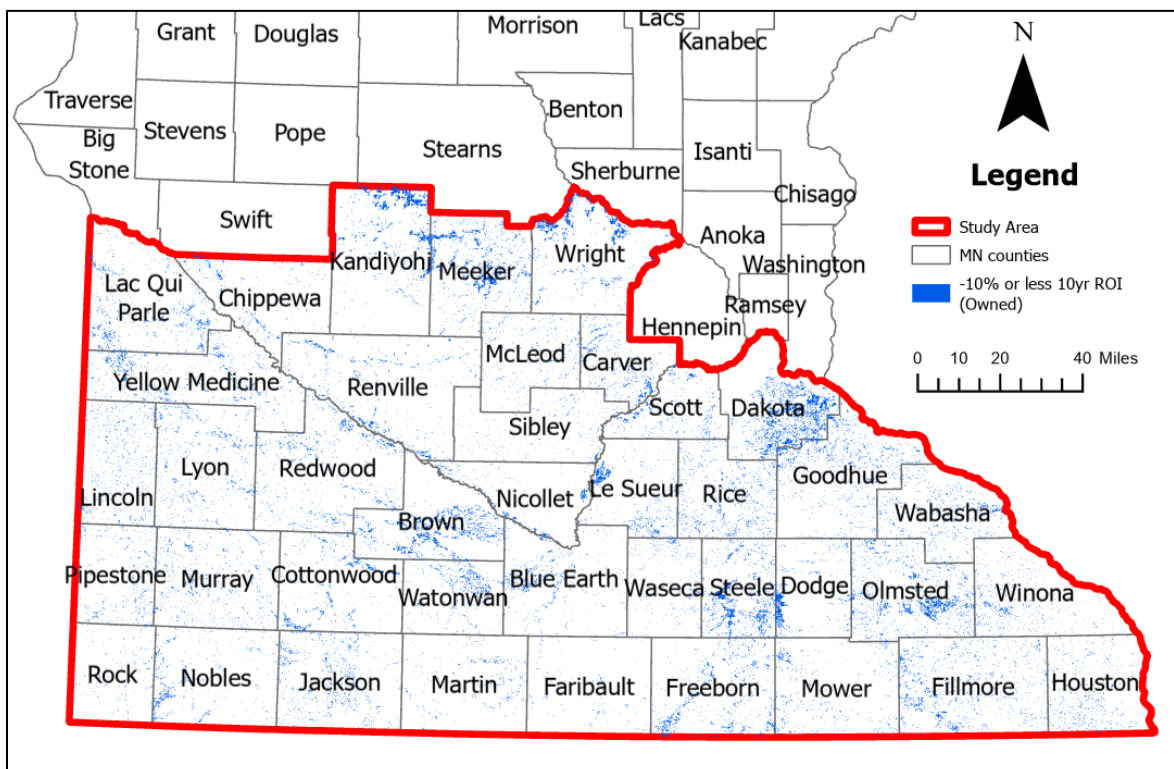 Grant
Douglas
Morrison
Lacs
Kanabec
N
Traverse
Big
Stone
Stevens
Pope
Stearns
Benton
Sherburne
Isanti
Chisago
Legend
Study Area
MN counties
-10% or less 10yr ROI
(Owned)
0 10 20 40 Miles
Swift
Anoka
Washington
Ramsey
Hennepin
Kandiyohi
Meeker
Wright
Lac Qui
Parle
Chippewa
McLeod
Carver
Yellow Medicine
Renville
Sibley
Scott
Dakota
Lincoln
Lyon
Redwood
Brown
Nicollet
Le Sueur
Rice
Goodhue
Wabasha
Pipestone
Murray
Cottonwood
Watonwan
Blue Earth
Waseca
Steele
Dodge
Olmsted
Winona
Rock
Nobles
Jackson
Martin
Faribault
Freeborn
Mower
Fillmore
Houston